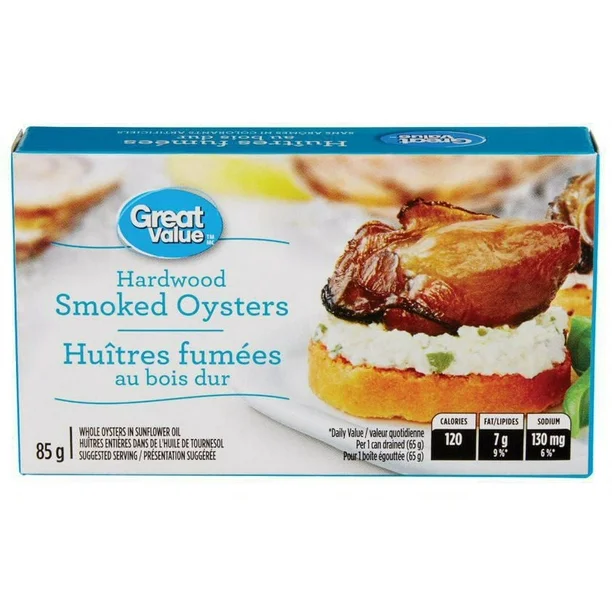 Huîtres fumées
au bois dur
SANS ARÔMES NI COLORANTS ARTIFICIELS
Great
Value
Great
Value
TM
MC
Hardwood
Smoked Oysters
Huîtres fumées
au bois dur
85 g
WHOLE OYSTERS IN SUNFLOWER OIL
HUÎTRES ENTIÈRES DANS DE L'HUILE DE TOURNESOL
SUGGESTED SERVING / PRÉSENTATION SUGGÉRÉE
*Daily Value / valeur quotidienne
Per 1 can drained (65 g)
Pour 1 boîte égouttée (65 g)
CALORIES
120
FAT/LIPIDES
7 g
9 %*
SODIUM
130 mg
6 %*